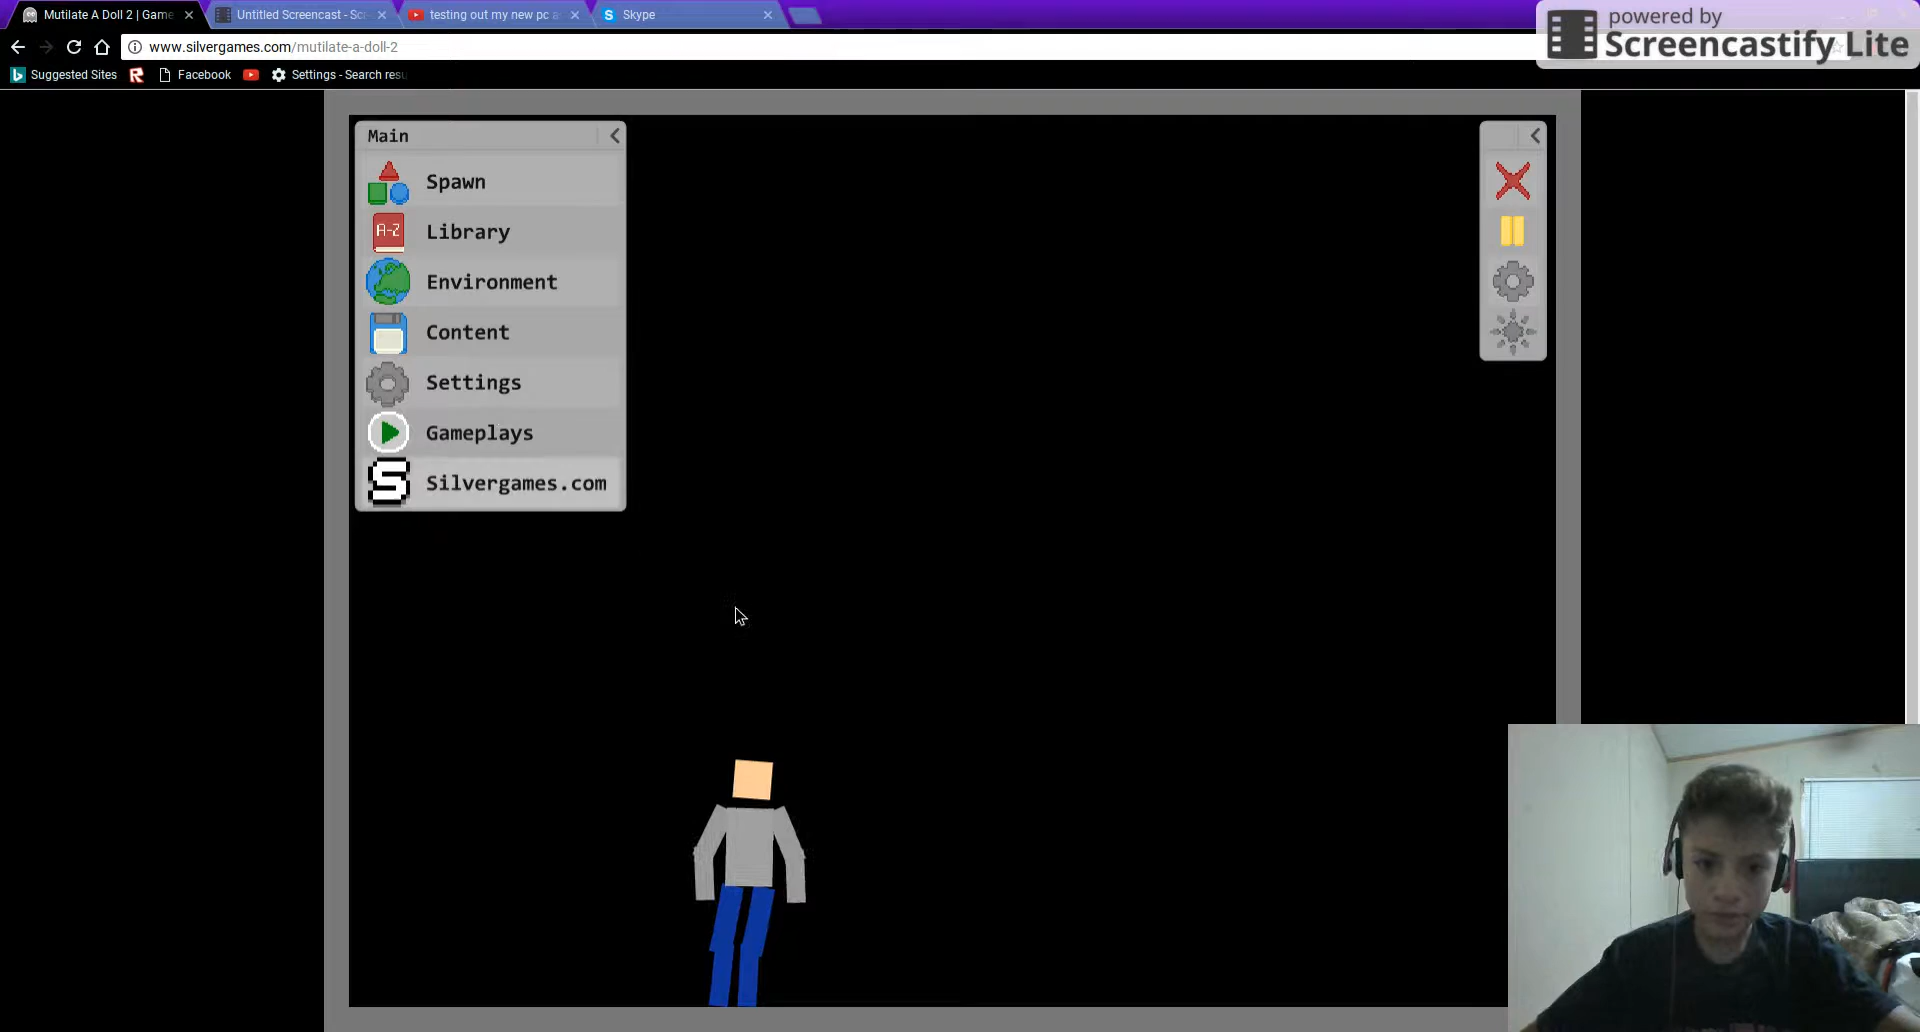 Mutilate A Doll 2 | Game
Untitled Screencast - Scr
testing out my new pc a
Skype
powered by
Screencastify Lite
www.silvergames.com/mutilate-a-doll-2
Suggested Sites
Facebook
Settings - Search resu
Main
Spawn
A-Z
Library
Environment
Content
Settings
Gameplays
S
Silvergames.com